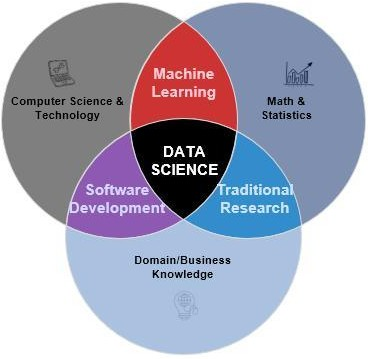 Machine
Learning
Computer Science &
Technology
Math &
Statistics
DATA
SCIENCE
Software
Development
Traditional
Research
Domain/Business
Knowledge